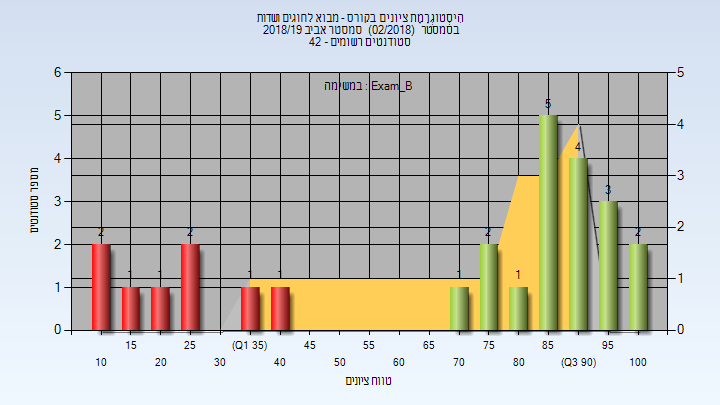 היסטוגרמת ציונים בקורס - מבוא לחוגים ושדות
בסמסטר (02/2018) סמסטר אביב 2018/19
סטודנטים רשומים - 42
במשימה : Exam_B
מספר סטודנטים
6 5 4 3 2 1 0
5 4 3 2 1 0
2 1 1 2 1 1 1 2 1 5 4 3 2
15 25 (Q1 35) 45 55 65 75 85 95
10 20 30 40 50 60 70 80 (Q3 90) 100
טווח ציונים